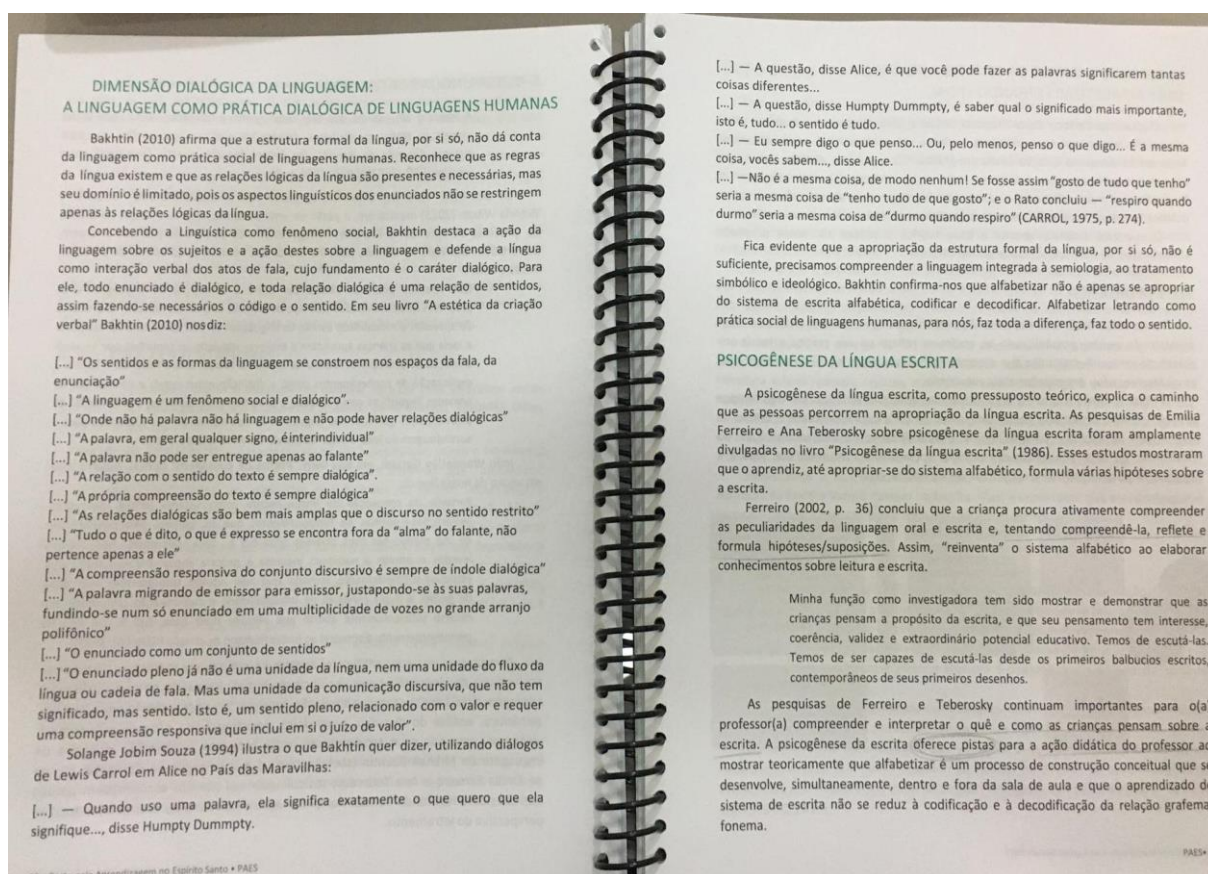 DIMENSÃO DIALÓGICA DA LINGUAGEM:
A LINGUAGEM COMO PRÁTICA DIALÓGICA DE LINGUAGENS HUMANAS
Bakhtin (2010) afirma que a estrutura formal da língua, por si só, não dá conta
da linguagem como prática social de linguagens humanas. Reconhece que as regras
da língua existem e que as relações lógicas da língua são presentes e necessárias, mas
seu domínio é limitado, pois os aspectos linguísticos dos enunciados não se restringem
apenas às relações lógicas da língua.
Concebendo a Linguística como fenômeno social, Bakhtin destaca a ação da
linguagem sobre os sujeitos e a ação destes sobre a linguagem e defende a língua
como interação verbal dos atos de fala, cujo fundamento é o caráter dialógico. Para
ele, todo enunciado é dialógico, e toda relação dialógica é uma relação de sentidos,
assim fazendo-se necessários o código e o sentido. Em seu livro “A estética da criação
verbal” Bakhtin (2010) nos diz:
[...] “Os sentidos e as formas da linguagem se constroem nos espaços da fala, da
enunciação”
[...] “A linguagem é um fenômeno social e dialógico”.
[...] “Onde não há palavra não há linguagem e não pode haver relações dialógicas”
[...] “A palavra, em geral qualquer signo, é interindividual”
[...] “A palavra não pode ser entregue apenas ao falante”
[...] “A relação com o sentido do texto é sempre dialógica”.
[...] “A própria compreensão do texto é sempre dialógica”
[...] “As relações dialógicas são bem mais amplas que o discurso no sentido restrito”
[...] “Tudo o que é dito, o que é expresso se encontra fora da “alma” do falante, não
pertence apenas a ele”
[...] “A compreensão responsiva do conjunto discursivo é sempre de índole dialógica”
[...] “A palavra migrando de emissor para emissor, justapondo-se às suas palavras,
fundindo-se num só enunciado em uma multiplicidade de vozes no grande arranjo
polifônico”
[...] “O enunciado como um conjunto de sentidos”
[...] “O enunciado pleno já não é uma unidade da língua, nem uma unidade do fluxo da
língua ou cadeia de fala. Mas uma unidade da comunicação discursiva, que não tem
significado, mas sentido. Isto é, um sentido pleno, relacionado com o valor e requer
uma compreensão responsiva que inclui em si o juízo de valor”.
Solange Jobim Souza (1994) ilustra o que Bakhtin quer dizer, utilizando diálogos
de Lewis Carrol em Alice no País das Maravilhas:
[...] — Quando uso uma palavra, ela significa exatamente o que quero que ela
signifique..., disse Humpty Dummpty.
Aprendizagem no Espírito Santo • PAES
[...] — A questão, disse Alice, é que você pode fazer as palavras significarem tantas
coisas diferentes...
[...] — A questão, disse Humpty Dummpty, é saber qual o significado mais importante,
isto é, tudo... o sentido é tudo.
[...] — Eu sempre digo o que penso... Ou, pelo menos, penso o que digo... É a mesma
coisa, vocês sabem..., disse Alice.
[...] —Não é a mesma coisa, de modo nenhum! Se fosse assim “gosto de tudo que tenho”
seria a mesma coisa de “tenho tudo de que gosto”; e o Rato concluiu — “respiro quando
durmo” seria a mesma coisa de “durmo quando respiro” (CARROL, 1975, p. 274).
Fica evidente que a apropriação da estrutura formal da língua, por si só, não é
suficiente, precisamos compreender a linguagem integrada à semiologia, ao tratamento
simbólico e ideológico. Bakhtin confirma-nos que alfabetizar não é apenas se apropriar
do sistema de escrita alfabética, codificar e decodificar. Alfabetizar letrando como
prática social de linguagens humanas, para nós, faz toda a diferença, faz todo o sentido.
PSICOGÊNESE DA LÍNGUA ESCRITA
A psicogênese da língua escrita, como pressuposto teórico, explica o caminho
que as pessoas percorrem na apropriação da língua escrita. As pesquisas de Emilia
Ferreiro e Ana Teberosky sobre psicogênese da língua escrita foram amplamente
divulgadas no livro “Psicogênese da língua escrita” (1986). Esses estudos mostraram
que o aprendiz, até apropriar-se do sistema alfabético, formula várias hipóteses sobre
a escrita.
Ferreiro (2002, p. 36) concluiu que a criança procura ativamente compreender
as peculiaridades da linguagem oral e escrita e, tentando compreendê-la, reflete e
formula hipóteses/suposições. Assim, “reinventa” o sistema alfabético ao elaborar
conhecimentos sobre leitura e escrita.
Minha função como investigadora tem sido mostrar e demonstrar que as
crianças pensam a propósito da escrita, e que seu pensamento tem interesse,
coerência, validez e extraordinário potencial educativo. Temos de escutá-las.
Temos de ser capazes de escutá-las desde os primeiros balbucios escritos,
contemporâneos de seus primeiros desenhos.
As pesquisas de Ferreiro e Teberosky continuam importantes para o(a)
professor(a) compreender e interpretar o quê e como as crianças pensam sobre a
escrita. A psicogênese da escrita oferece pistas para a ação didática do professor ao
mostrar teoricamente que alfabetizar é um processo de construção conceitual que se
desenvolve, simultaneamente, dentro e fora da sala de aula e que o aprendizado do
sistema de escrita não se reduz à codificação e à decodificação da relação grafema
fonema.
PAES•